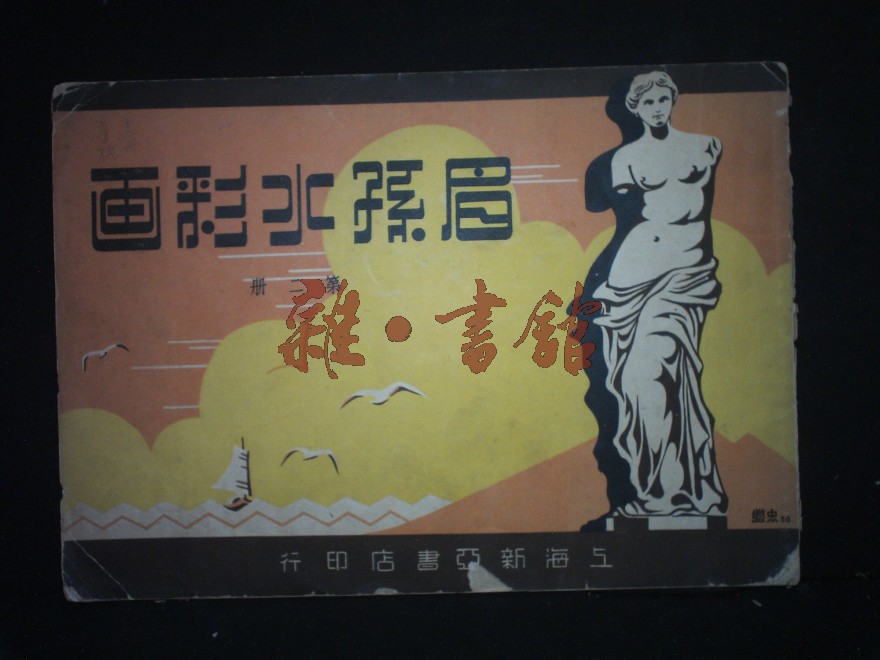 眉孫水彩画
第二册
雜·書館
上海新亞書店印行